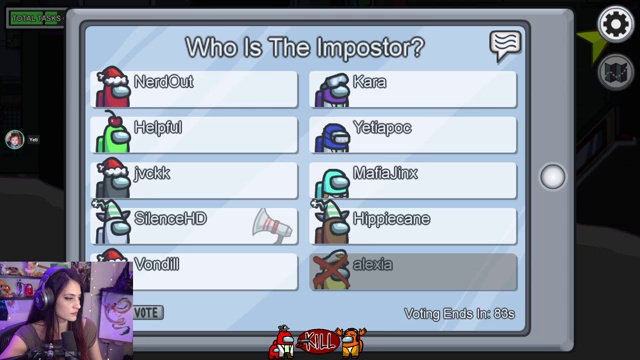 TOTAL TASKS
Who Is The Impostor?
NerdOut
Kara
Helpful
Yetiapoc
Yeti
jvckk
MafiaJinx
SilenceHD
Hippiecane
Vondill
alexia
VOTE
Voting Ends In: 83s
KILL